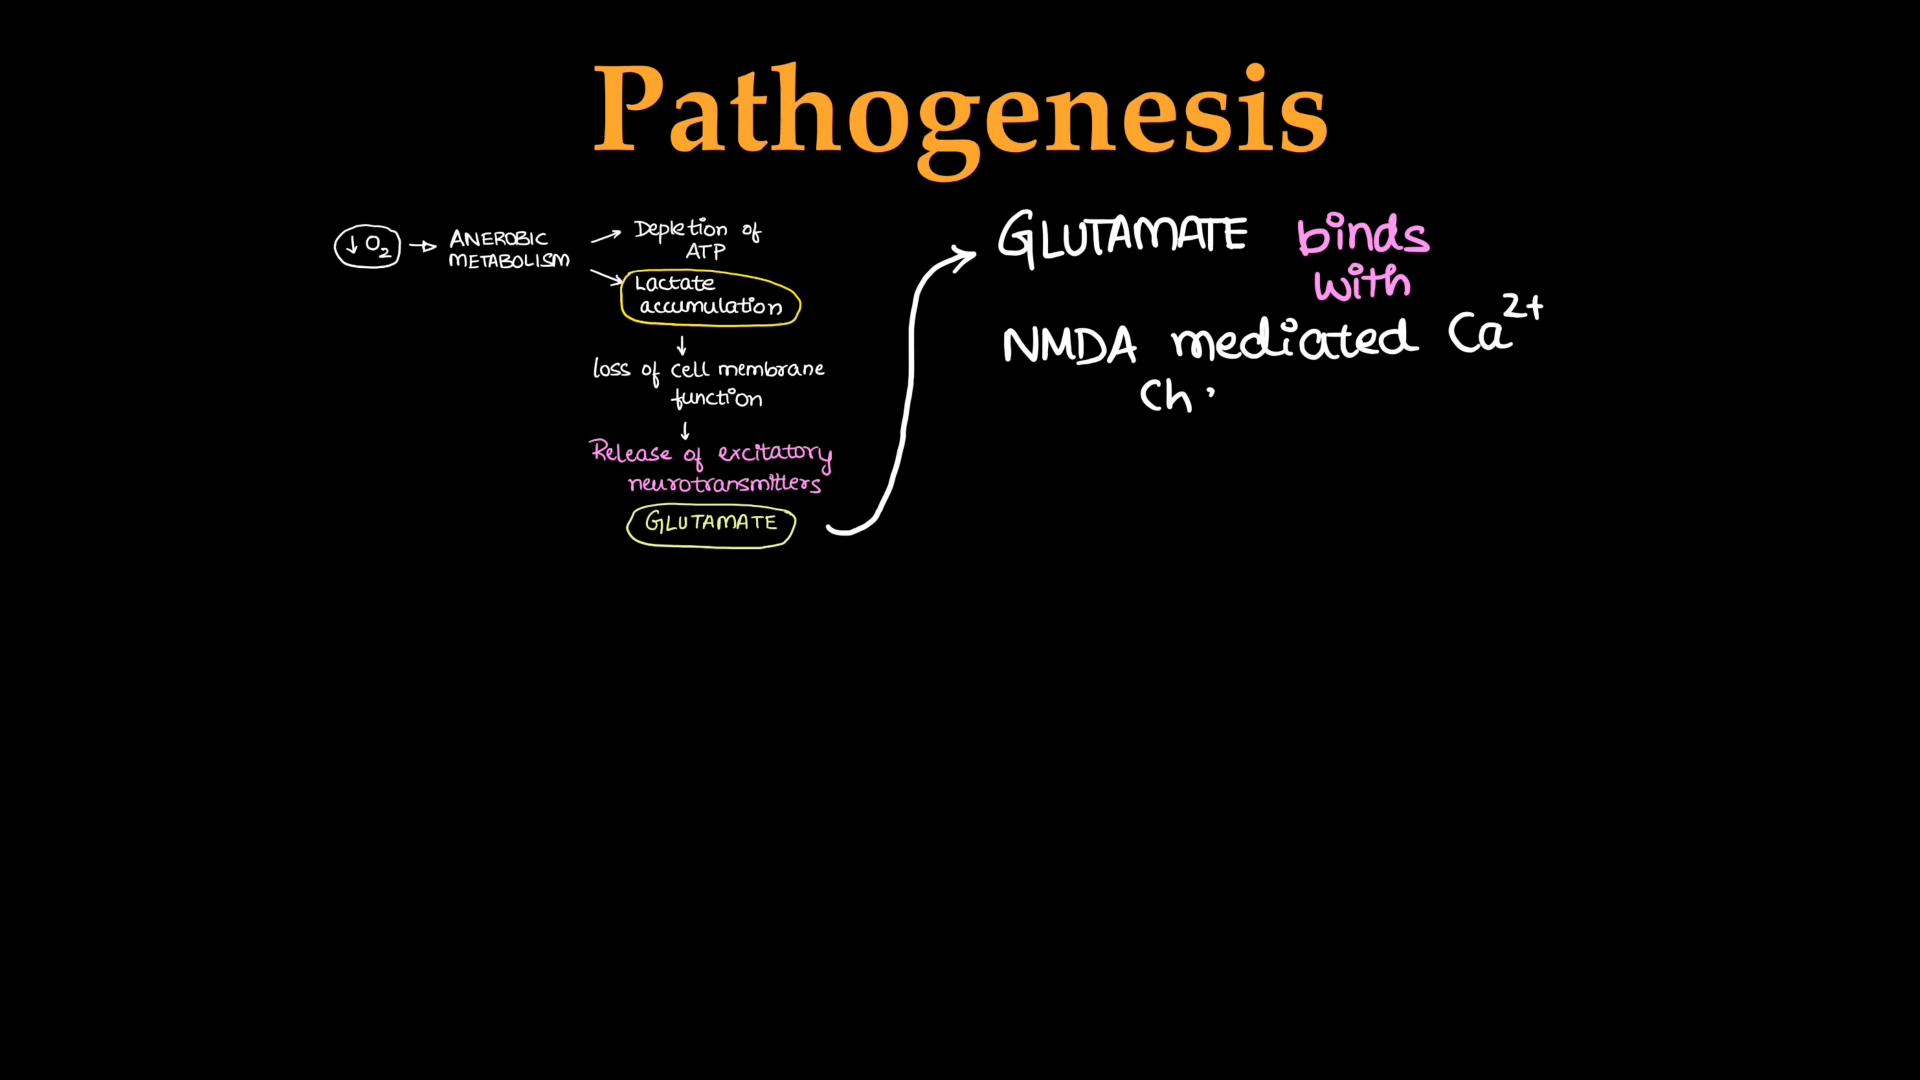 Pathogenesis
↓ O₂ → ANEROBIC METABOLISM
Depletion of
ATP
Lactate
accumulation
↓
loss of cell membrane
function
↓
Release of excitatory
neurotransmitters
GLUTAMATE
GLUTAMATE binds
with
NMDA mediated Ca²⁺
Ch